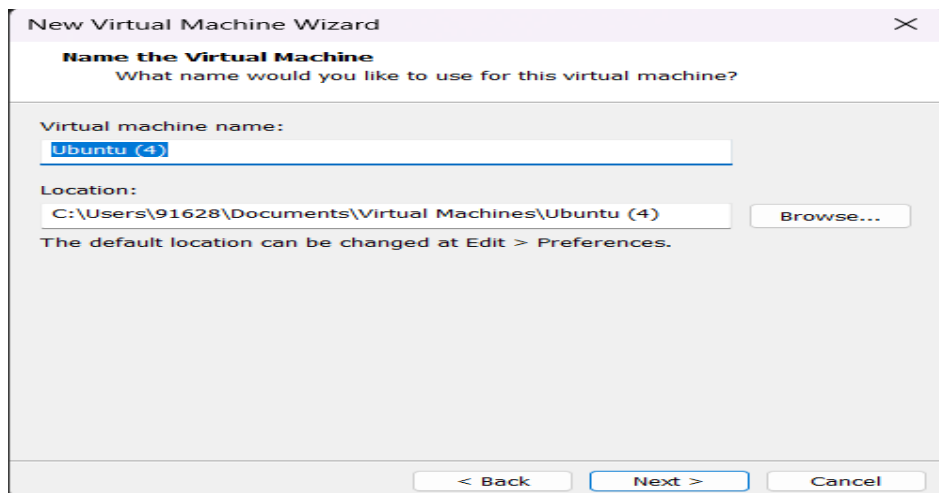 New Virtual Machine Wizard
Name the Virtual Machine
What name would you like to use for this virtual machine?
Virtual machine name:
Ubuntu (4)
Location:
C:\Users\91628\Documents\Virtual Machines\Ubuntu (4)
Browse...
The default location can be changed at Edit > Preferences.
< Back Next > Cancel